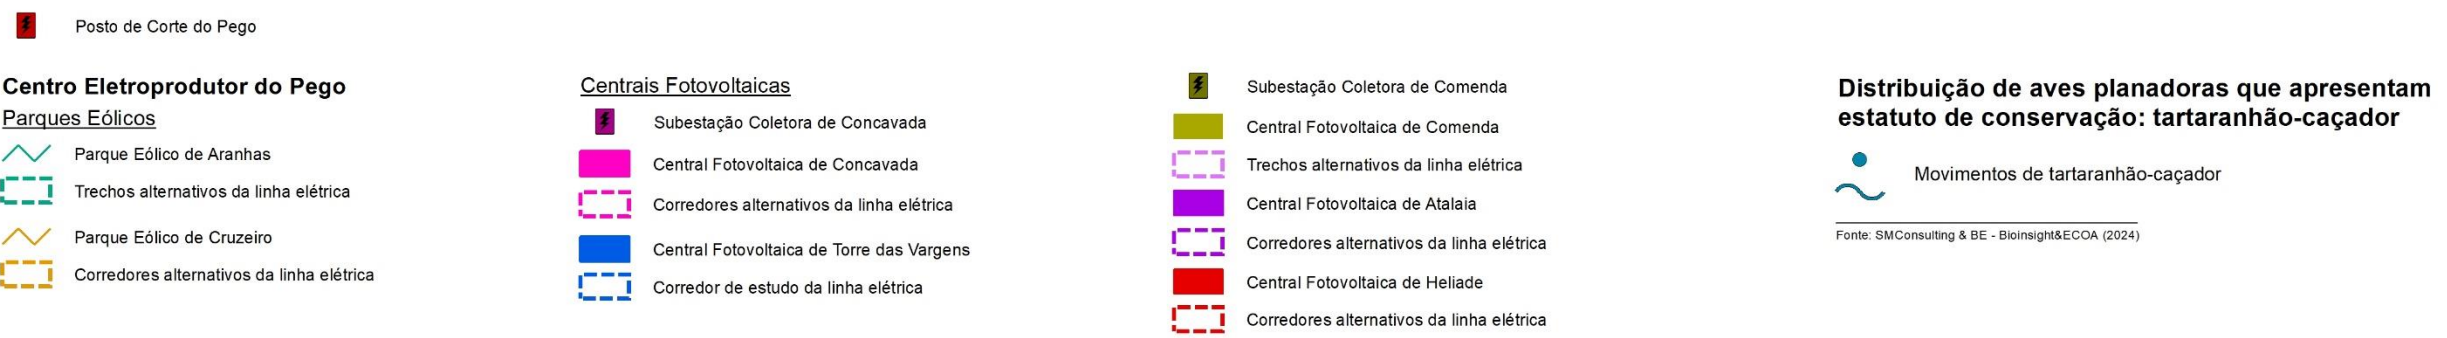 Posto de Corte do Pego
Centro Eletroprodutor do Pego
Parques Eólicos
Parque Eólico de Aranhas
Trechos alternativos da linha elétrica
Parque Eólico de Cruzeiro
Corredores alternativos da linha elétrica
Centrais Fotovoltaicas
Subestação Coletora de Concavada
Central Fotovoltaica de Concavada
Corredores alternativos da linha elétrica
Central Fotovoltaica de Torre das Vargens
Corredor de estudo da linha elétrica
Subestação Coletora de Comenda
Central Fotovoltaica de Comenda
Trechos alternativos da linha elétrica
Central Fotovoltaica de Atalaia
Corredores alternativos da linha elétrica
Central Fotovoltaica de Heliade
Corredores alternativos da linha elétrica
Distribuição de aves planadoras que apresentam
estatuto de conservação: tartaranhão-caçador
Movimentos de tartaranhão-caçador
Fonte: SMConsulting & BE - Bioinsight&ECOA (2024)